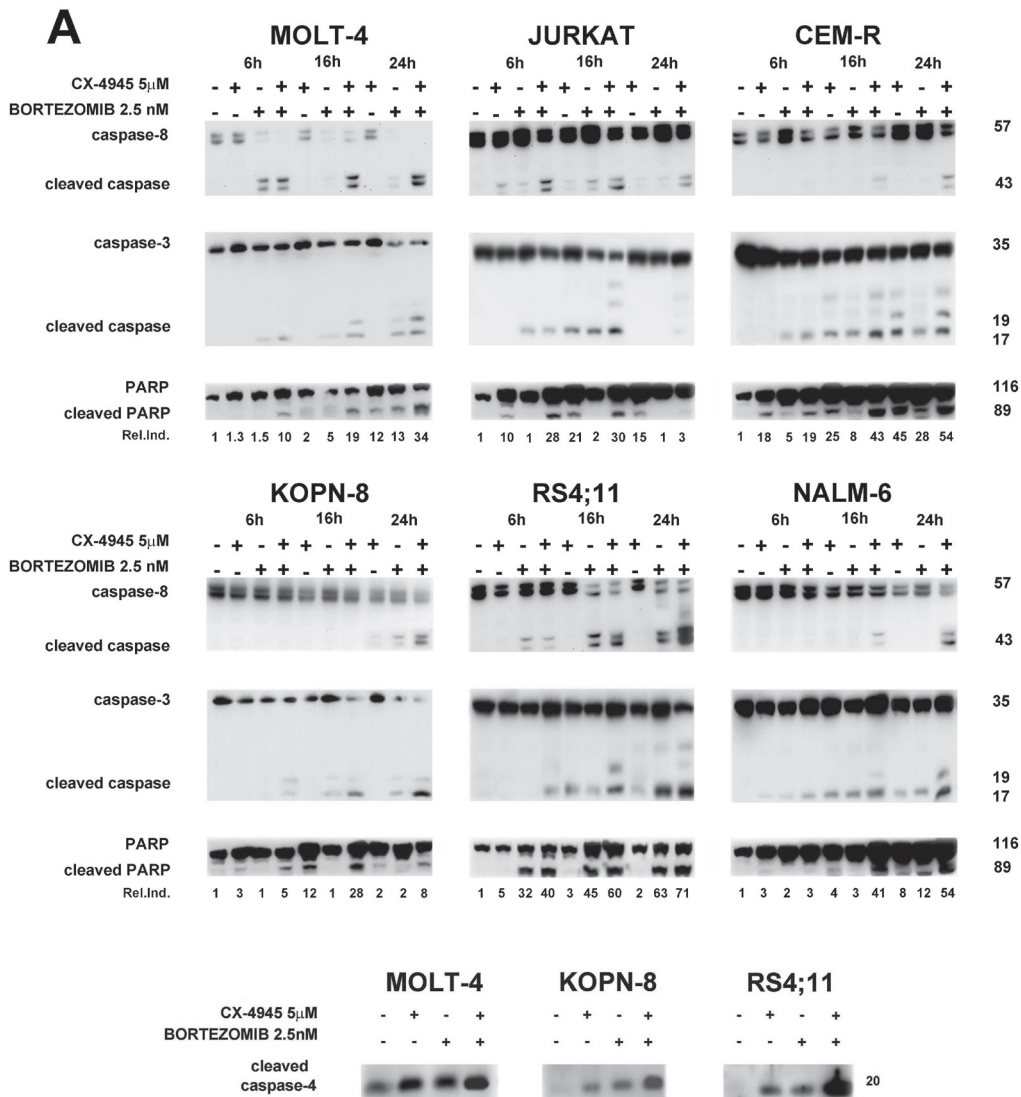 A
MOLT-4 JURKAT CEM-R
6h 16h 24h 6h 16h 24h 6h 16h 24h
CX-4945 5μM - + - + + - + + - + - + - + + - + + - + - + - + + - + + - +
BORTEZOMIB 2.5 nM - - + + - + + - + + - - + + - + + - + + - - + + - + + - + +
caspase-8 57
cleaved caspase 43
caspase-3 35
cleaved caspase 19
17
PARP 116
cleaved PARP 89
Rel.Ind. 1 1.3 1.5 10 2 5 19 12 13 34 1 10 1 28 21 2 30 15 1 3 1 18 5 19 25 8 43 45 28 54
KOPN-8 RS4;11 NALM-6
6h 16h 24h 6h 16h 24h 6h 16h 24h
CX-4945 5μM - + - + + - + + - + - + - + + - + + - + - + - + + - + + - +
BORTEZOMIB 2.5 nM - - + + - + + - + + - - + + - + + - + + - - + + - + + - + +
caspase-8 57
cleaved caspase 43
caspase-3 35
cleaved caspase 19
17
PARP 116
cleaved PARP 89
Rel.Ind. 1 3 1 5 12 1 28 2 2 8 1 5 32 40 3 45 60 2 63 71 1 3 2 3 4 3 41 8 12 54
MOLT-4 KOPN-8 RS4;11
CX-4945 5μM - + - + - + - + - + - +
BORTEZOMIB 2.5nM - - + + - - + + - - + +
cleaved
caspase-4 20